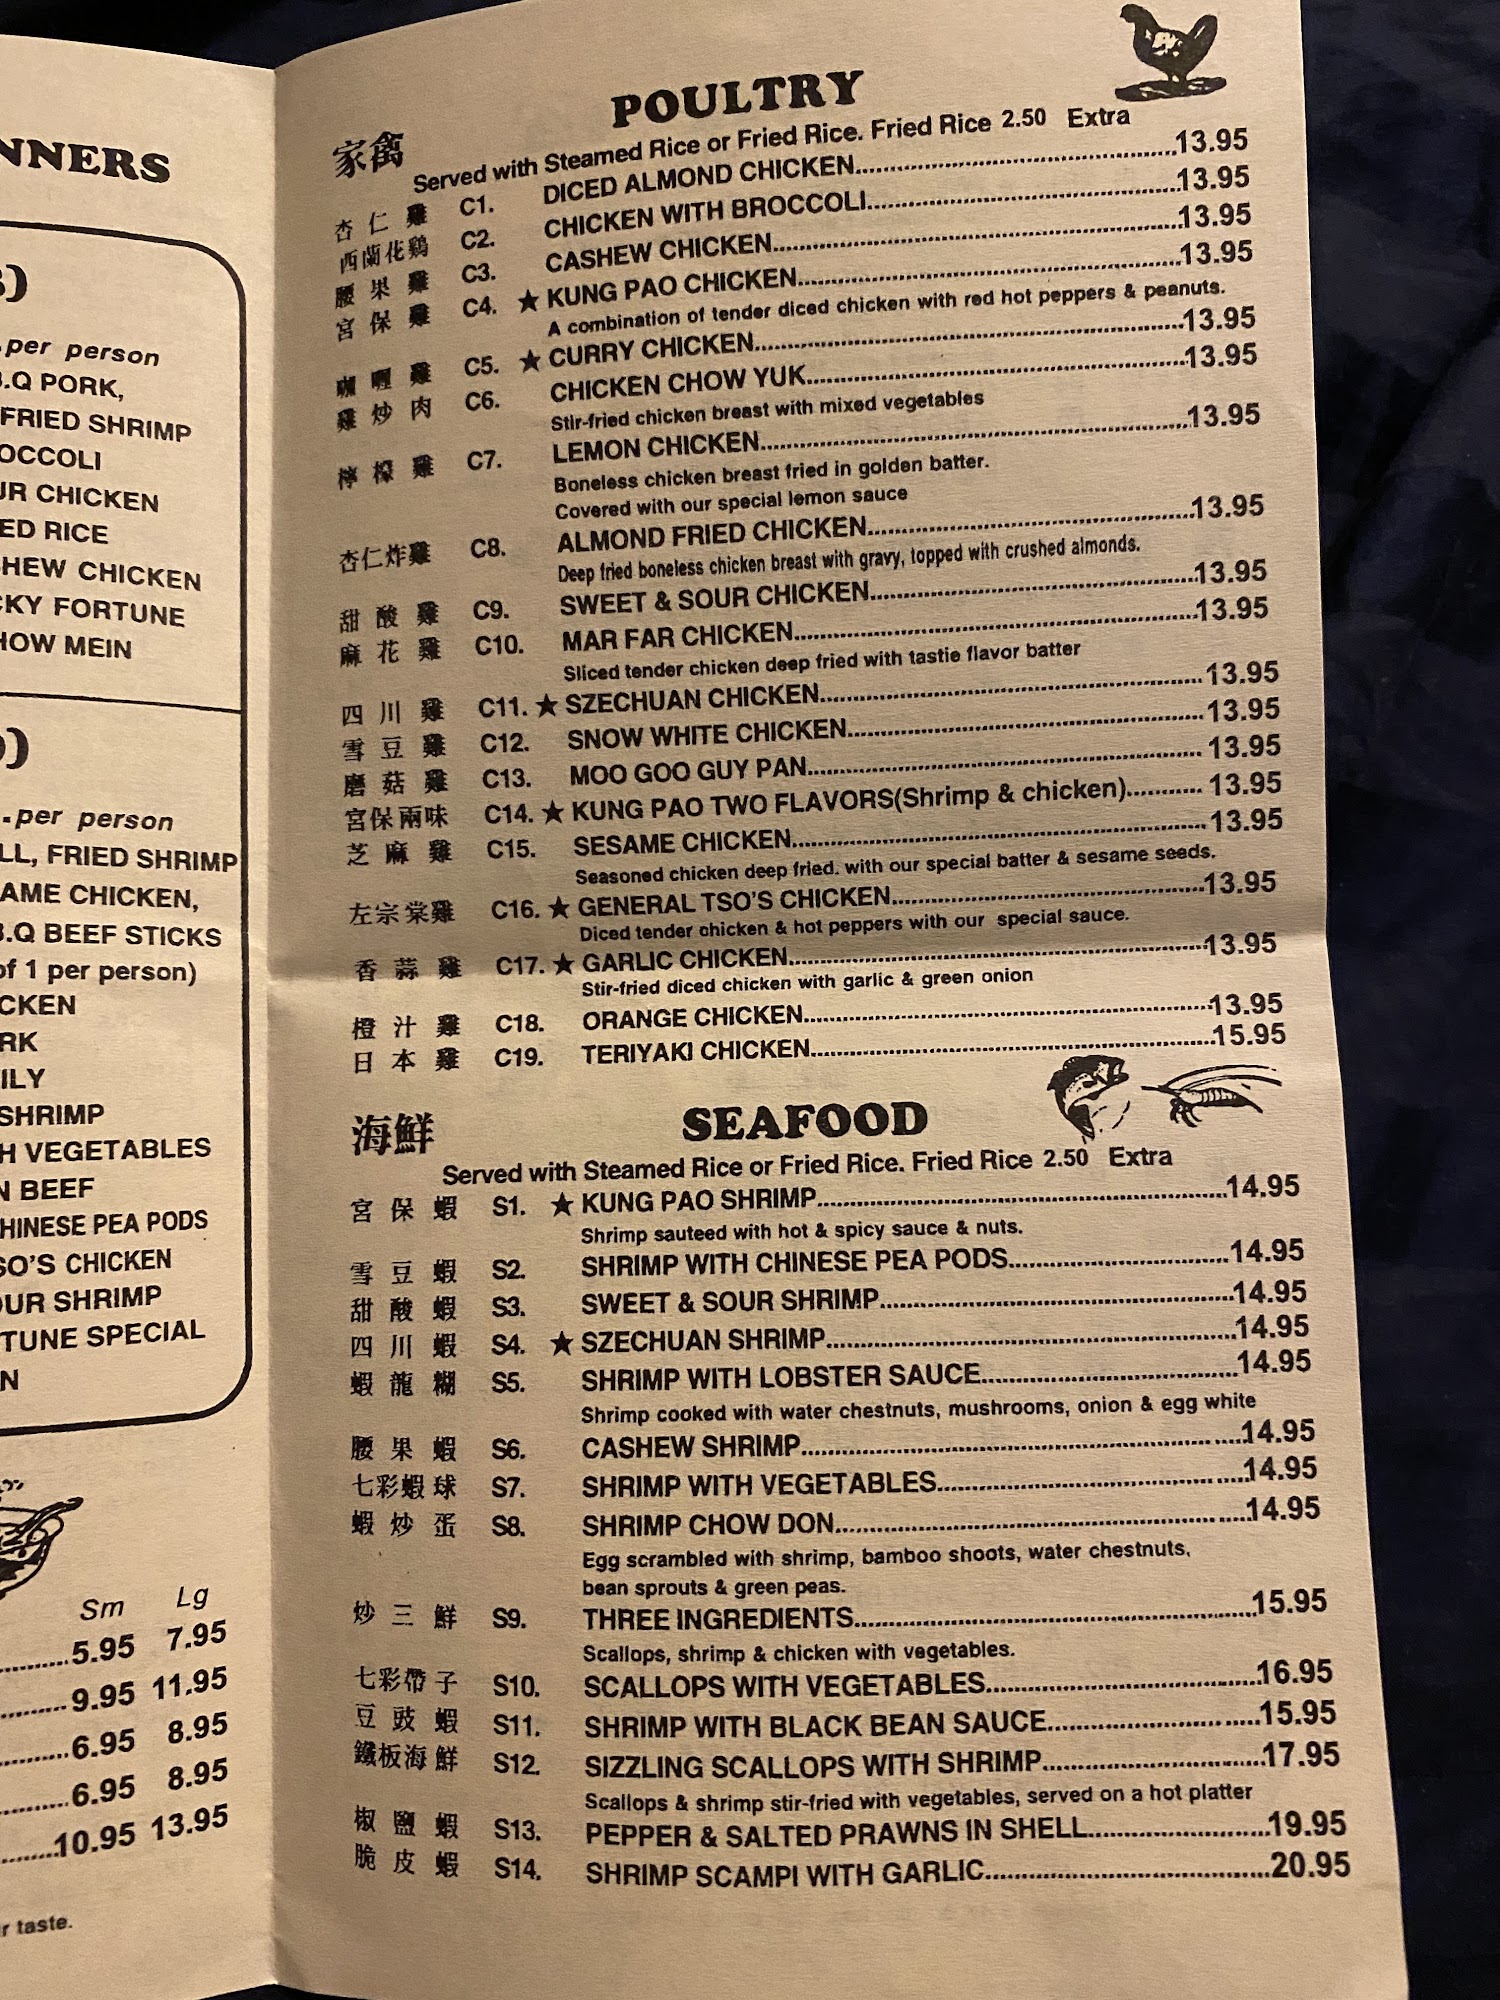 NNERS
.per person
B.Q PORK,
FRIED SHRIMP
OCCOLI
UR CHICKEN
ED RICE
HEW CHICKEN
CKY FORTUNE
HOW MEIN
.per person
LL, FRIED SHRIMP
AME CHICKEN,
B.Q BEEF STICKS
of 1 per person)
CKEN
RK
ILY
SHRIMP
H VEGETABLES
N BEEF
HINESE PEA PODS
SO'S CHICKEN
OUR SHRIMP
TUNE SPECIAL
N
Sm Lg
5.95 7.95
9.95 11.95
6.95 8.95
6.95 8.95
10.95 13.95
r taste.
家禽 POULTRY
Served with Steamed Rice or Fried Rice. Fried Rice 2.50 Extra
杏仁雞 C1. DICED ALMOND CHICKEN 13.95
西蘭花鷄 C2. CHICKEN WITH BROCCOLI 13.95
腰果雞 C3. CASHEW CHICKEN 13.95
宮保雞 C4. ★ KUNG PAO CHICKEN 13.95
A combination of tender diced chicken with red hot peppers & peanuts.
咖喱雞 C5. ★ CURRY CHICKEN 13.95
雞炒肉 C6. CHICKEN CHOW YUK 13.95
Stir-fried chicken breast with mixed vegetables
檸檬雞 C7. LEMON CHICKEN 13.95
Boneless chicken breast fried in golden batter.
Covered with our special lemon sauce
杏仁炸雞 C8. ALMOND FRIED CHICKEN 13.95
Deep fried boneless chicken breast with gravy, topped with crushed almonds.
甜酸雞 C9. SWEET & SOUR CHICKEN 13.95
麻花雞 C10. MAR FAR CHICKEN 13.95
Sliced tender chicken deep fried with tastie flavor batter
四川雞 C11. ★ SZECHUAN CHICKEN 13.95
雪豆雞 C12. SNOW WHITE CHICKEN 13.95
磨菇雞 C13. MOO GOO GUY PAN 13.95
宮保兩味 C14. ★ KUNG PAO TWO FLAVORS(Shrimp & chicken) 13.95
芝麻雞 C15. SESAME CHICKEN 13.95
Seasoned chicken deep fried. with our special batter & sesame seeds.
左宗棠雞 C16. ★ GENERAL TSO'S CHICKEN 13.95
Diced tender chicken & hot peppers with our special sauce.
香蒜雞 C17. ★ GARLIC CHICKEN 13.95
Stir-fried diced chicken with garlic & green onion
橙汁雞 C18. ORANGE CHICKEN 13.95
日本雞 C19. TERIYAKI CHICKEN 15.95
海鮮 SEAFOOD
Served with Steamed Rice or Fried Rice. Fried Rice 2.50 Extra
宮保蝦 S1. ★ KUNG PAO SHRIMP 14.95
Shrimp sauteed with hot & spicy sauce & nuts.
雪豆蝦 S2. SHRIMP WITH CHINESE PEA PODS 14.95
甜酸蝦 S3. SWEET & SOUR SHRIMP 14.95
四川蝦 S4. ★ SZECHUAN SHRIMP 14.95
蝦龍糊 S5. SHRIMP WITH LOBSTER SAUCE 14.95
Shrimp cooked with water chestnuts, mushrooms, onion & egg white
腰果蝦 S6. CASHEW SHRIMP 14.95
七彩蝦球 S7. SHRIMP WITH VEGETABLES 14.95
蝦炒蛋 S8. SHRIMP CHOW DON 14.95
Egg scrambled with shrimp, bamboo shoots, water chestnuts,
bean sprouts & green peas.
炒三鮮 S9. THREE INGREDIENTS 15.95
Scallops, shrimp & chicken with vegetables.
七彩帶子 S10. SCALLOPS WITH VEGETABLES 16.95
豆豉蝦 S11. SHRIMP WITH BLACK BEAN SAUCE 15.95
鐵板海鮮 S12. SIZZLING SCALLOPS WITH SHRIMP 17.95
Scallops & shrimp stir-fried with vegetables, served on a hot platter
椒鹽蝦 S13. PEPPER & SALTED PRAWNS IN SHELL 19.95
脆皮蝦 S14. SHRIMP SCAMPI WITH GARLIC 20.95